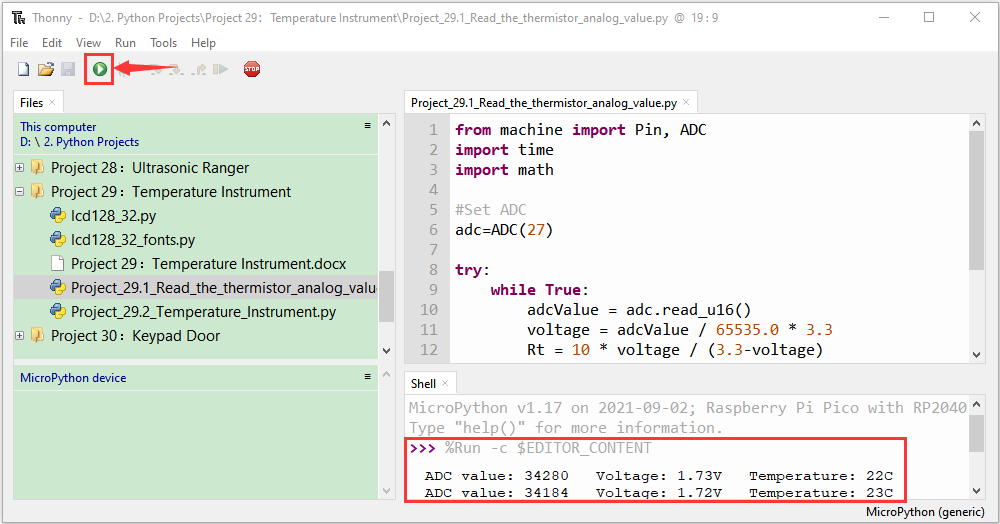 Thonny - D:\2. Python Projects\Project 29：Temperature Instrument\Project_29.1_Read_the_thermistor_analog_value.py @ 19:9
File Edit View Run Tools Help
STOP
Files
This computer
D: \ 2. Python Projects
Project 28：Ultrasonic Ranger
Project 29：Temperature Instrument
lcd128_32.py
lcd128_32_fonts.py
Project 29：Temperature Instrument.docx
Project_29.1_Read_the_thermistor_analog_valu
Project_29.2_Temperature_Instrument.py
Project 30：Keypad Door
MicroPython device
Project_29.1_Read_the_thermistor_analog_value.py
1 from machine import Pin, ADC
2 import time
3 import math
4
5 #Set ADC
6 adc=ADC(27)
7
8 try:
9 while True:
10 adcValue = adc.read_u16()
11 voltage = adcValue / 65535.0 * 3.3
12 Rt = 10 * voltage / (3.3-voltage)
Shell
MicroPython v1.17 on 2021-09-02; Raspberry Pi Pico with RP2040
Type "help()" for more information.
>>> %Run -c $EDITOR_CONTENT
ADC value: 34280 Voltage: 1.73V Temperature: 22C
ADC value: 34184 Voltage: 1.72V Temperature: 23C
MicroPython (generic)